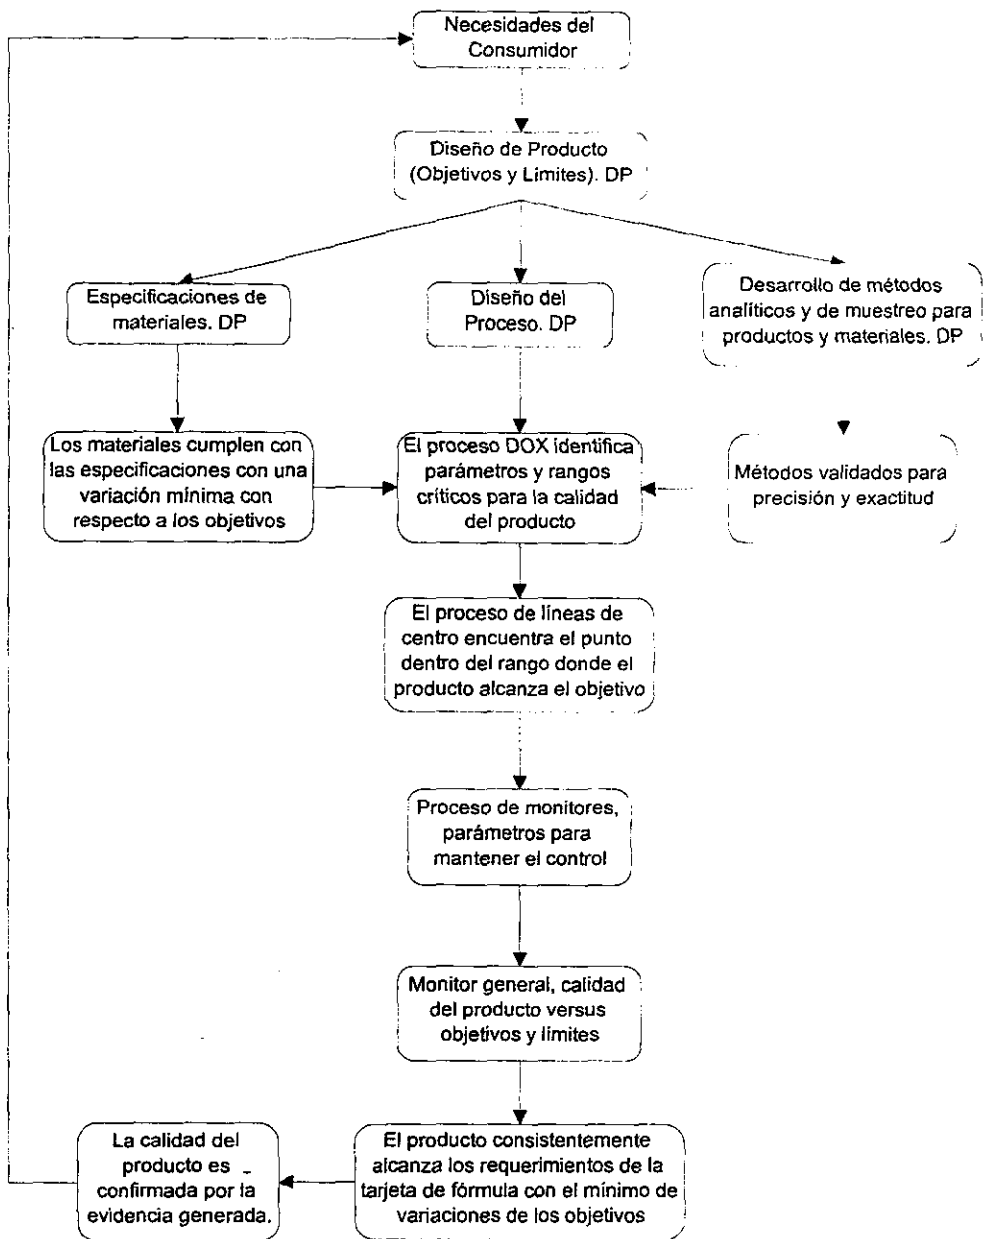 Necesidades del
Consumidor
Diseño de Producto
(Objetivos y Límites). DP
Especificaciones de
materiales. DP
Diseño del
Proceso. DP
Desarrollo de métodos
analíticos y de muestreo para
productos y materiales. DP
Los materiales cumplen con
las especificaciones con una
variación mínima con
respecto a los objetivos
El proceso DOX identifica
parámetros y rangos
críticos para la calidad
del producto
Métodos validados para
precisión y exactitud
El proceso de líneas de
centro encuentra el punto
dentro del rango donde el
producto alcanza el objetivo
Proceso de monitores,
parámetros para
mantener el control
Monitor general, calidad
del producto versus
objetivos y límites
La calidad del
producto es
confirmada por la
evidencia generada.
El producto consistentemente
alcanza los requerimientos de la
tarjeta de fórmula con el mínimo de
variaciones de los objetivos